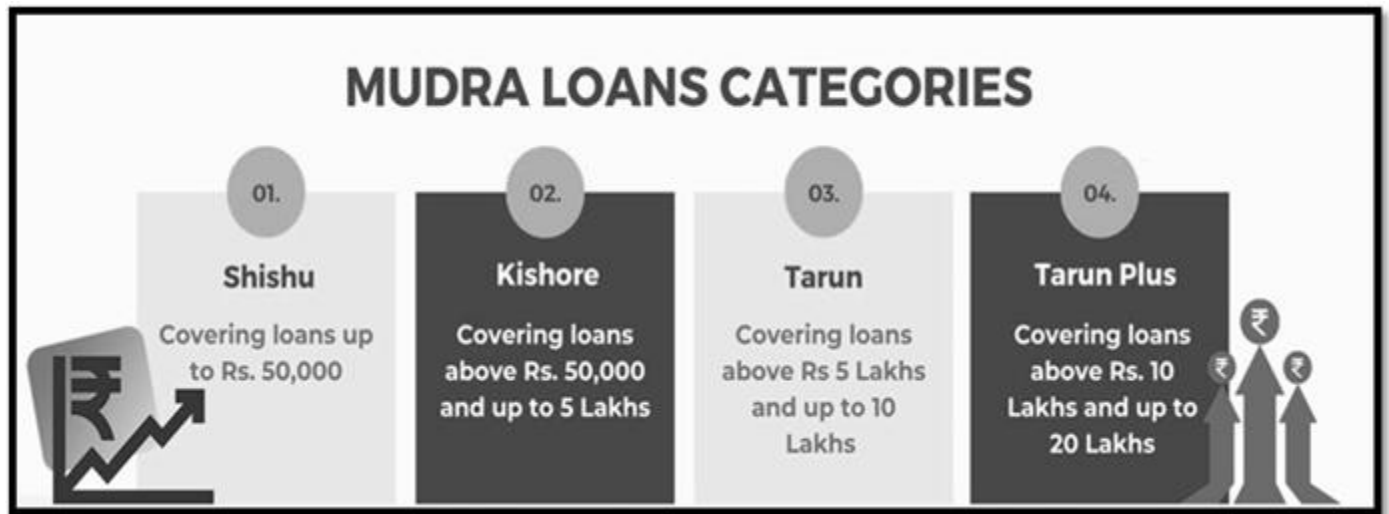 MUDRA LOANS CATEGORIES
01.
Shishu
Covering loans up
to Rs. 50,000
02.
Kishore
Covering loans
above Rs. 50,000
and up to 5 Lakhs
03.
Tarun
Covering loans
above Rs 5 Lakhs
and up to 10
Lakhs
04.
Tarun Plus
Covering loans
above Rs. 10
Lakhs and up to
20 Lakhs
₹
₹
₹
₹